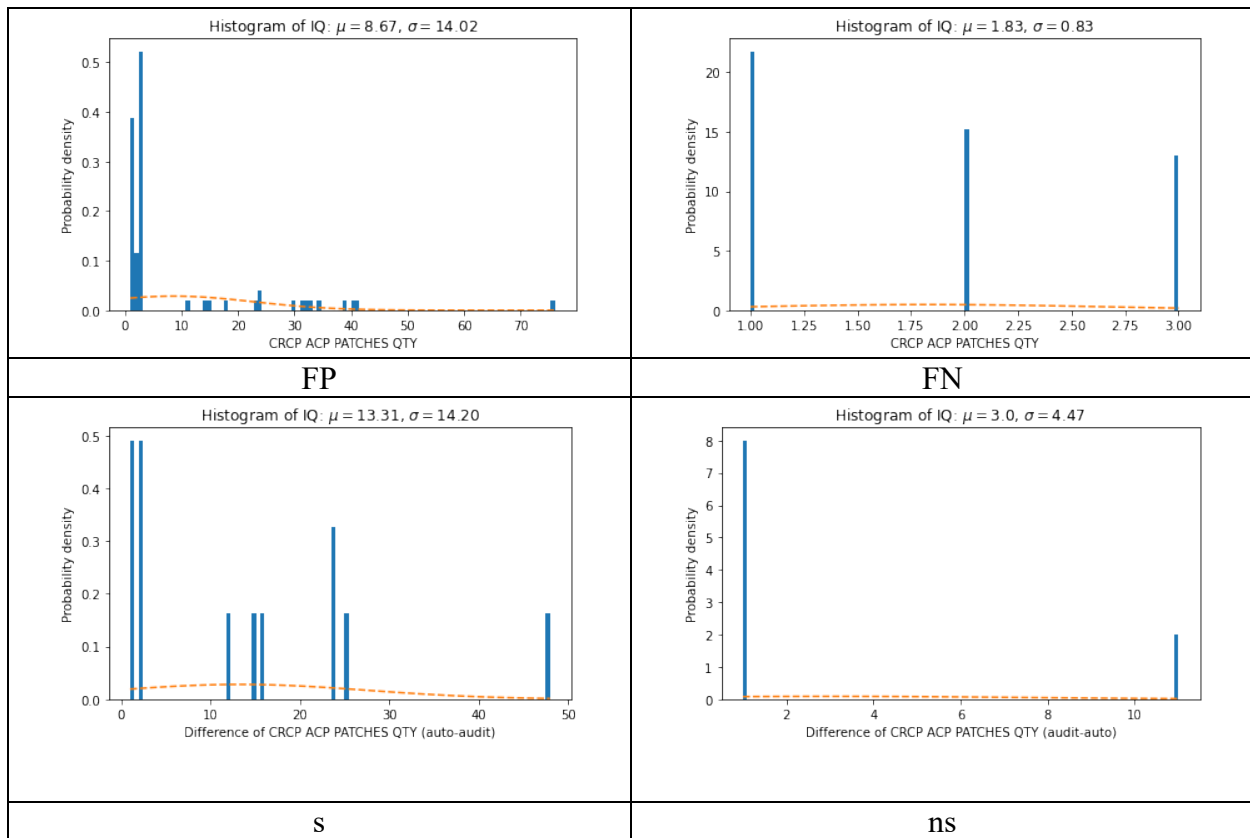 Histogram of IQ: μ = 8.67, σ = 14.02
0.5
0.4
0.3
0.2
0.1
0.0
Probability density
0 10 20 30 40 50 60 70
CRCP ACP PATCHES QTY
FP
Histogram of IQ: μ = 1.83, σ = 0.83
20
15
10
5
0
Probability density
1.00 1.25 1.50 1.75 2.00 2.25 2.50 2.75 3.00
CRCP ACP PATCHES QTY
FN
Histogram of IQ: μ = 13.31, σ = 14.20
0.5
0.4
0.3
0.2
0.1
0.0
Probability density
0 10 20 30 40 50
Difference of CRCP ACP PATCHES QTY (auto-audit)
s
Histogram of IQ: μ = 3.0, σ = 4.47
8
7
6
5
4
3
2
1
0
Probability density
2 4 6 8 10
Difference of CRCP ACP PATCHES QTY (audit-auto)
ns